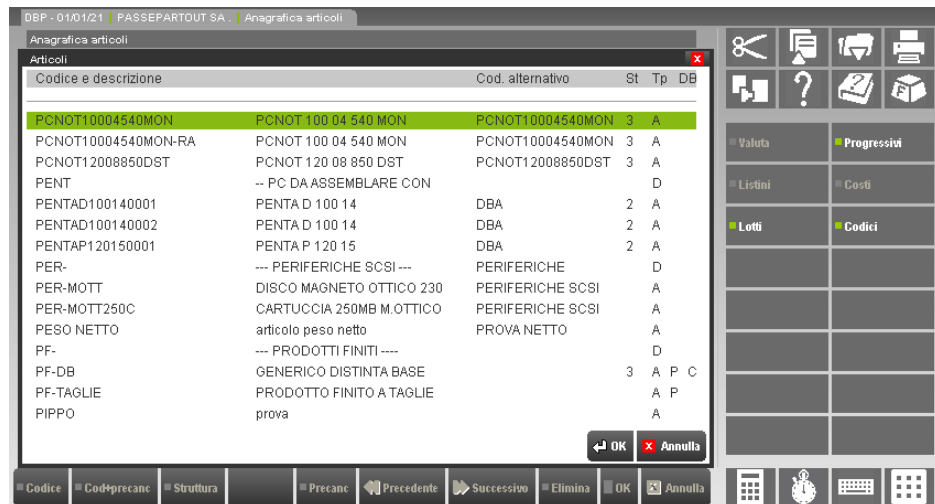 DBP - 01/01/21 PASSEPARTOUT SA . Anagrafica articoli
Anagrafica articoli
Articoli
Codice e descrizione Cod. alternativo St Tp DB
PCNOT10004540MON PCNOT 100 04 540 MON PCNOT10004540MON 3 A
PCNOT10004540MON-RA PCNOT 100 04 540 MON PCNOT10004540MON 3 A
PCNOT12008850DST PCNOT 120 08 850 DST PCNOT12008850DST 3 A
PENT -- PC DA ASSEMBLARE CON D
PENTAD100140001 PENTA D 100 14 DBA 2 A
PENTAD100140002 PENTA D 100 14 DBA 2 A
PENTAP120150001 PENTA P 120 15 DBA 2 A
PER- --- PERIFERICHE SCSI --- PERIFERICHE D
PER-MOTT DISCO MAGNETO OTTICO 230 PERIFERICHE SCSI A
PER-MOTT250C CARTUCCIA 250MB M.OTTICO PERIFERICHE SCSI A
PESO NETTO articolo peso netto PROVA NETTO A
PF- --- PRODOTTI FINITI ---- D
PF-DB GENERICO DISTINTA BASE 3 A P C
PF-TAGLIE PRODOTTO FINITO A TAGLIE A P
PIPPO prova A
OK X Annulla
Codice Cod+precanc Struttura Precanc Precedente Successivo Elimina OK Annulla
? F
Valuta Progressivi
Listini Costi
Lotti Codici